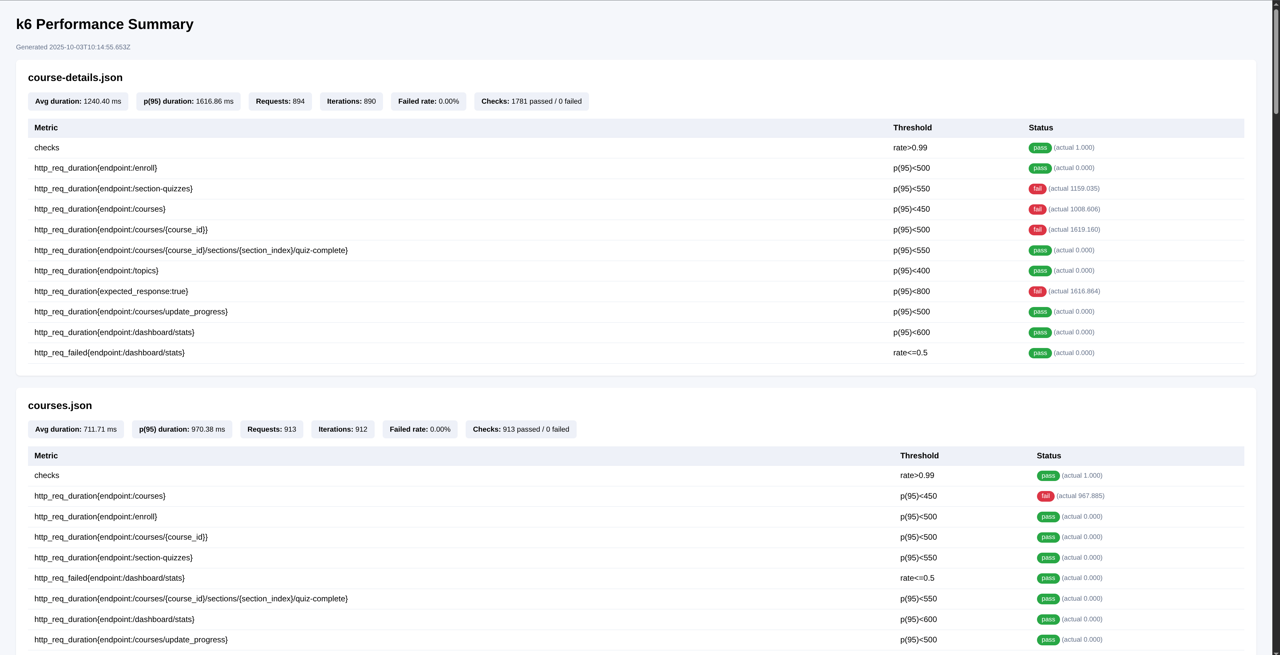 k6 Performance Summary
Generated 2025-10-03T10:14:55.653Z
course-details.json
Avg duration: 1240.40 ms p(95) duration: 1616.86 ms Requests: 894 Iterations: 890 Failed rate: 0.00% Checks: 1781 passed / 0 failed
Metric Threshold Status
checks rate>0.99 pass (actual 1.000)
http_req_duration{endpoint:/enroll} p(95)<500 pass (actual 0.000)
http_req_duration{endpoint:/section-quizzes} p(95)<550 fail (actual 1159.035)
http_req_duration{endpoint:/courses} p(95)<450 fail (actual 1008.606)
http_req_duration{endpoint:/courses/{course_id}} p(95)<500 fail (actual 1619.160)
http_req_duration{endpoint:/courses/{course_id}/sections/{section_index}/quiz-complete} p(95)<550 pass (actual 0.000)
http_req_duration{endpoint:/topics} p(95)<400 pass (actual 0.000)
http_req_duration{expected_response:true} p(95)<800 fail (actual 1616.864)
http_req_duration{endpoint:/courses/update_progress} p(95)<500 pass (actual 0.000)
http_req_duration{endpoint:/dashboard/stats} p(95)<600 pass (actual 0.000)
http_req_failed{endpoint:/dashboard/stats} rate<=0.5 pass (actual 0.000)
courses.json
Avg duration: 711.71 ms p(95) duration: 970.38 ms Requests: 913 Iterations: 912 Failed rate: 0.00% Checks: 913 passed / 0 failed
Metric Threshold Status
checks rate>0.99 pass (actual 1.000)
http_req_duration{endpoint:/courses} p(95)<450 fail (actual 967.885)
http_req_duration{endpoint:/enroll} p(95)<500 pass (actual 0.000)
http_req_duration{endpoint:/courses/{course_id}} p(95)<500 pass (actual 0.000)
http_req_duration{endpoint:/section-quizzes} p(95)<550 pass (actual 0.000)
http_req_failed{endpoint:/dashboard/stats} rate<=0.5 pass (actual 0.000)
http_req_duration{endpoint:/courses/{course_id}/sections/{section_index}/quiz-complete} p(95)<550 pass (actual 0.000)
http_req_duration{endpoint:/dashboard/stats} p(95)<600 pass (actual 0.000)
http_req_duration{endpoint:/courses/update_progress} p(95)<500 pass (actual 0.000)